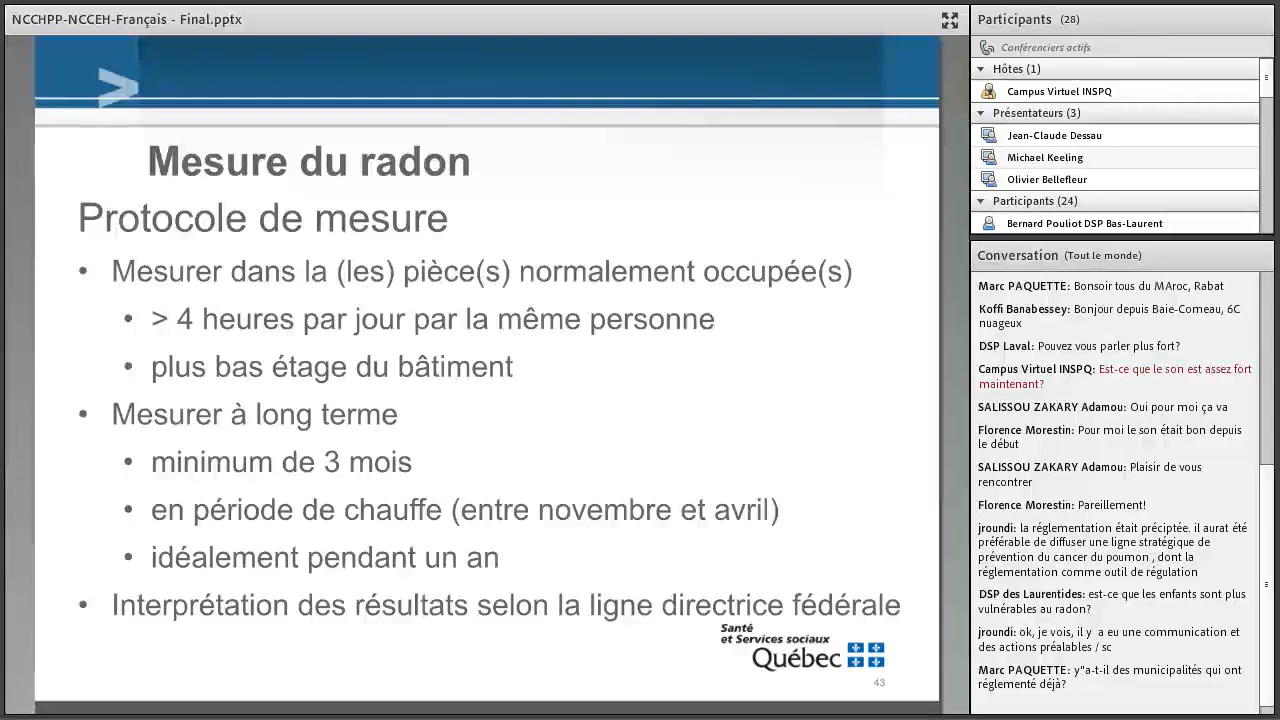 NCCHPP-NCCEH-Français - Final.pptx
Mesure du radon
Protocole de mesure
• Mesurer dans la (les) pièce(s) normalement occupée(s)
• > 4 heures par jour par la même personne
• plus bas étage du bâtiment
• Mesurer à long terme
• minimum de 3 mois
• en période de chauffe (entre novembre et avril)
• idéalement pendant un an
• Interprétation des résultats selon la ligne directrice fédérale
Santé
et Services sociaux
Québec
43
Participants (28)
Conférenciers actifs
Hôtes (1)
Campus Virtuel INSPQ
Présentateurs (3)
Jean-Claude Dessau
Michael Keeling
Olivier Bellefleur
Participants (24)
Bernard Pouliot DSP Bas-Laurent
Conversation (Tout le monde)
Marc PAQUETTE: Bonsoir tous du MAroc, Rabat
Koffi Banabessey: Bonjour depuis Baie-Comeau, 6C
nuageux
DSP Laval: Pouvez vous parler plus fort?
Campus Virtuel INSPQ: Est-ce que le son est assez fort
maintenant?
SALISSOU ZAKARY Adamou: Oui pour moi ça va
Florence Morestin: Pour moi le son était bon depuis
le début
SALISSOU ZAKARY Adamou: Plaisir de vous
rencontrer
Florence Morestin: Pareillement!
jroundi: la réglementation était préciptée. il aurat été
préférable de diffuser une ligne stratégique de
prévention du cancer du poumon , dont la
réglementation comme outil de régulation
DSP des Laurentides: est-ce que les enfants sont plus
vulnérables au radon?
jroundi: ok, je vois, il y a eu une communication et
des actions préalables / sc
Marc PAQUETTE: y"a-t-il des municipalités qui ont
réglementé déjà?